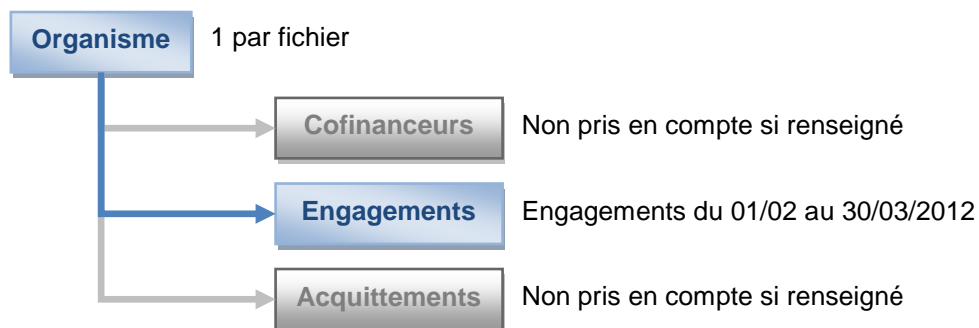 Organisme 1 par fichier
Cofinanceurs Non pris en compte si renseigné
Engagements Engagements du 01/02 au 30/03/2012
Acquittements Non pris en compte si renseigné